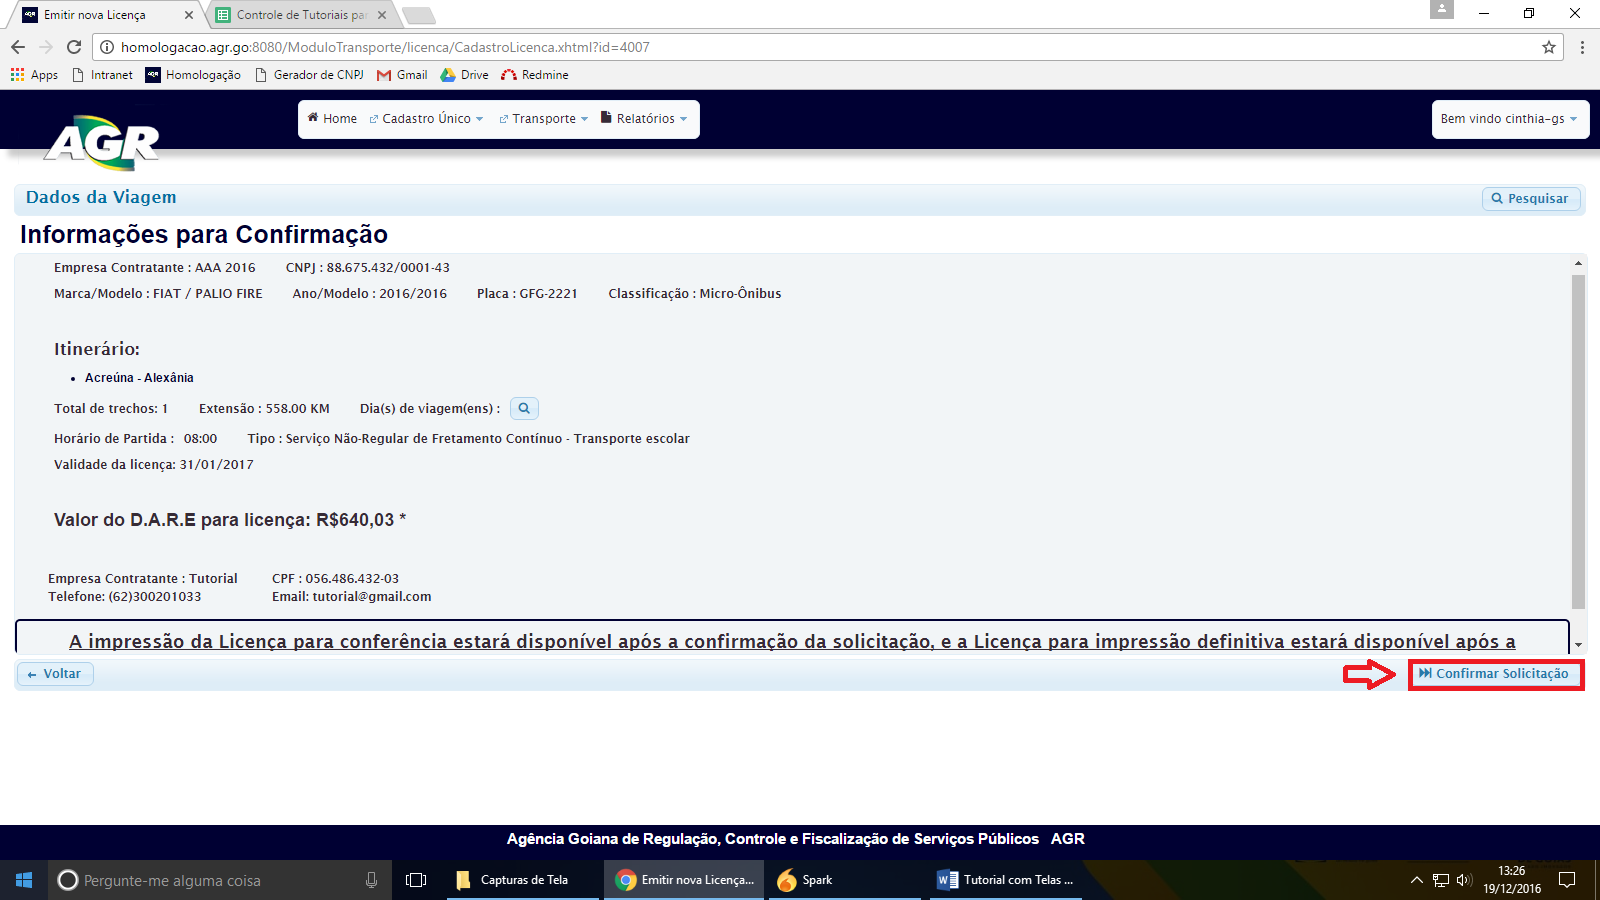 Emitir nova Licença
Controle de Tutoriais par
homologacao.agr.go:8080/ModuloTransporte/licenca/CadastroLicenca.xhtml?id=4007
Apps Intranet AGR Homologação Gerador de CNPJ Gmail Drive Redmine
AGR
Home Cadastro Único Transporte Relatórios
Bem vindo cinthia-gs
Dados da Viagem
Pesquisar
Informações para Confirmação
Empresa Contratante : AAA 2016 CNPJ : 88.675.432/0001-43
Marca/Modelo : FIAT / PALIO FIRE Ano/Modelo : 2016/2016 Placa : GFG-2221 Classificação : Micro-Ônibus
Itinerário:
• Acreúna - Alexânia
Total de trechos: 1 Extensão : 558.00 KM Dia(s) de viagem(ens) :
Horário de Partida : 08:00 Tipo : Serviço Não-Regular de Fretamento Contínuo - Transporte escolar
Validade da licença: 31/01/2017
Valor do D.A.R.E para licença: R$640,03 *
Empresa Contratante : Tutorial CPF : 056.486.432-03
Telefone: (62)300201033 Email: tutorial@gmail.com
A impressão da Licença para conferência estará disponível após a confirmação da solicitação, e a Licença para impressão definitiva estará disponível após a
Voltar
Confirmar Solicitação
Agência Goiana de Regulação, Controle e Fiscalização de Serviços Públicos AGR
Pergunte-me alguma coisa
Capturas de Tela
Emitir nova Licença...
Spark
Tutorial com Telas ...
13:26
19/12/2016